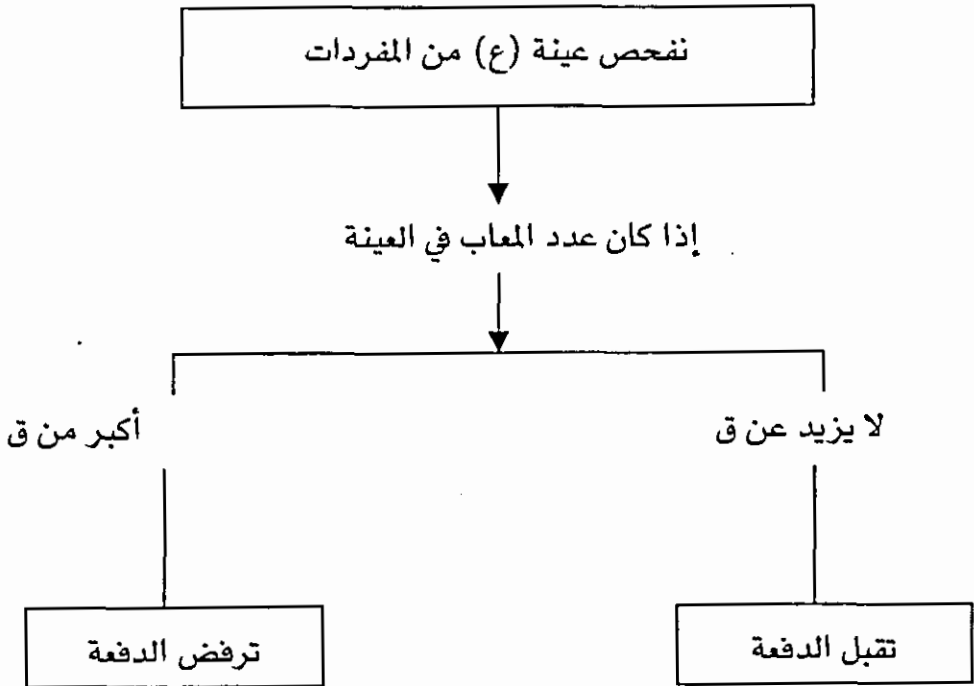 نفحص عينة (ع) من المفردات
إذا كان عدد المعاب في العينة
لا يزيد عن ق
أكبر من ق
تقبل الدفعة
ترفض الدفعة